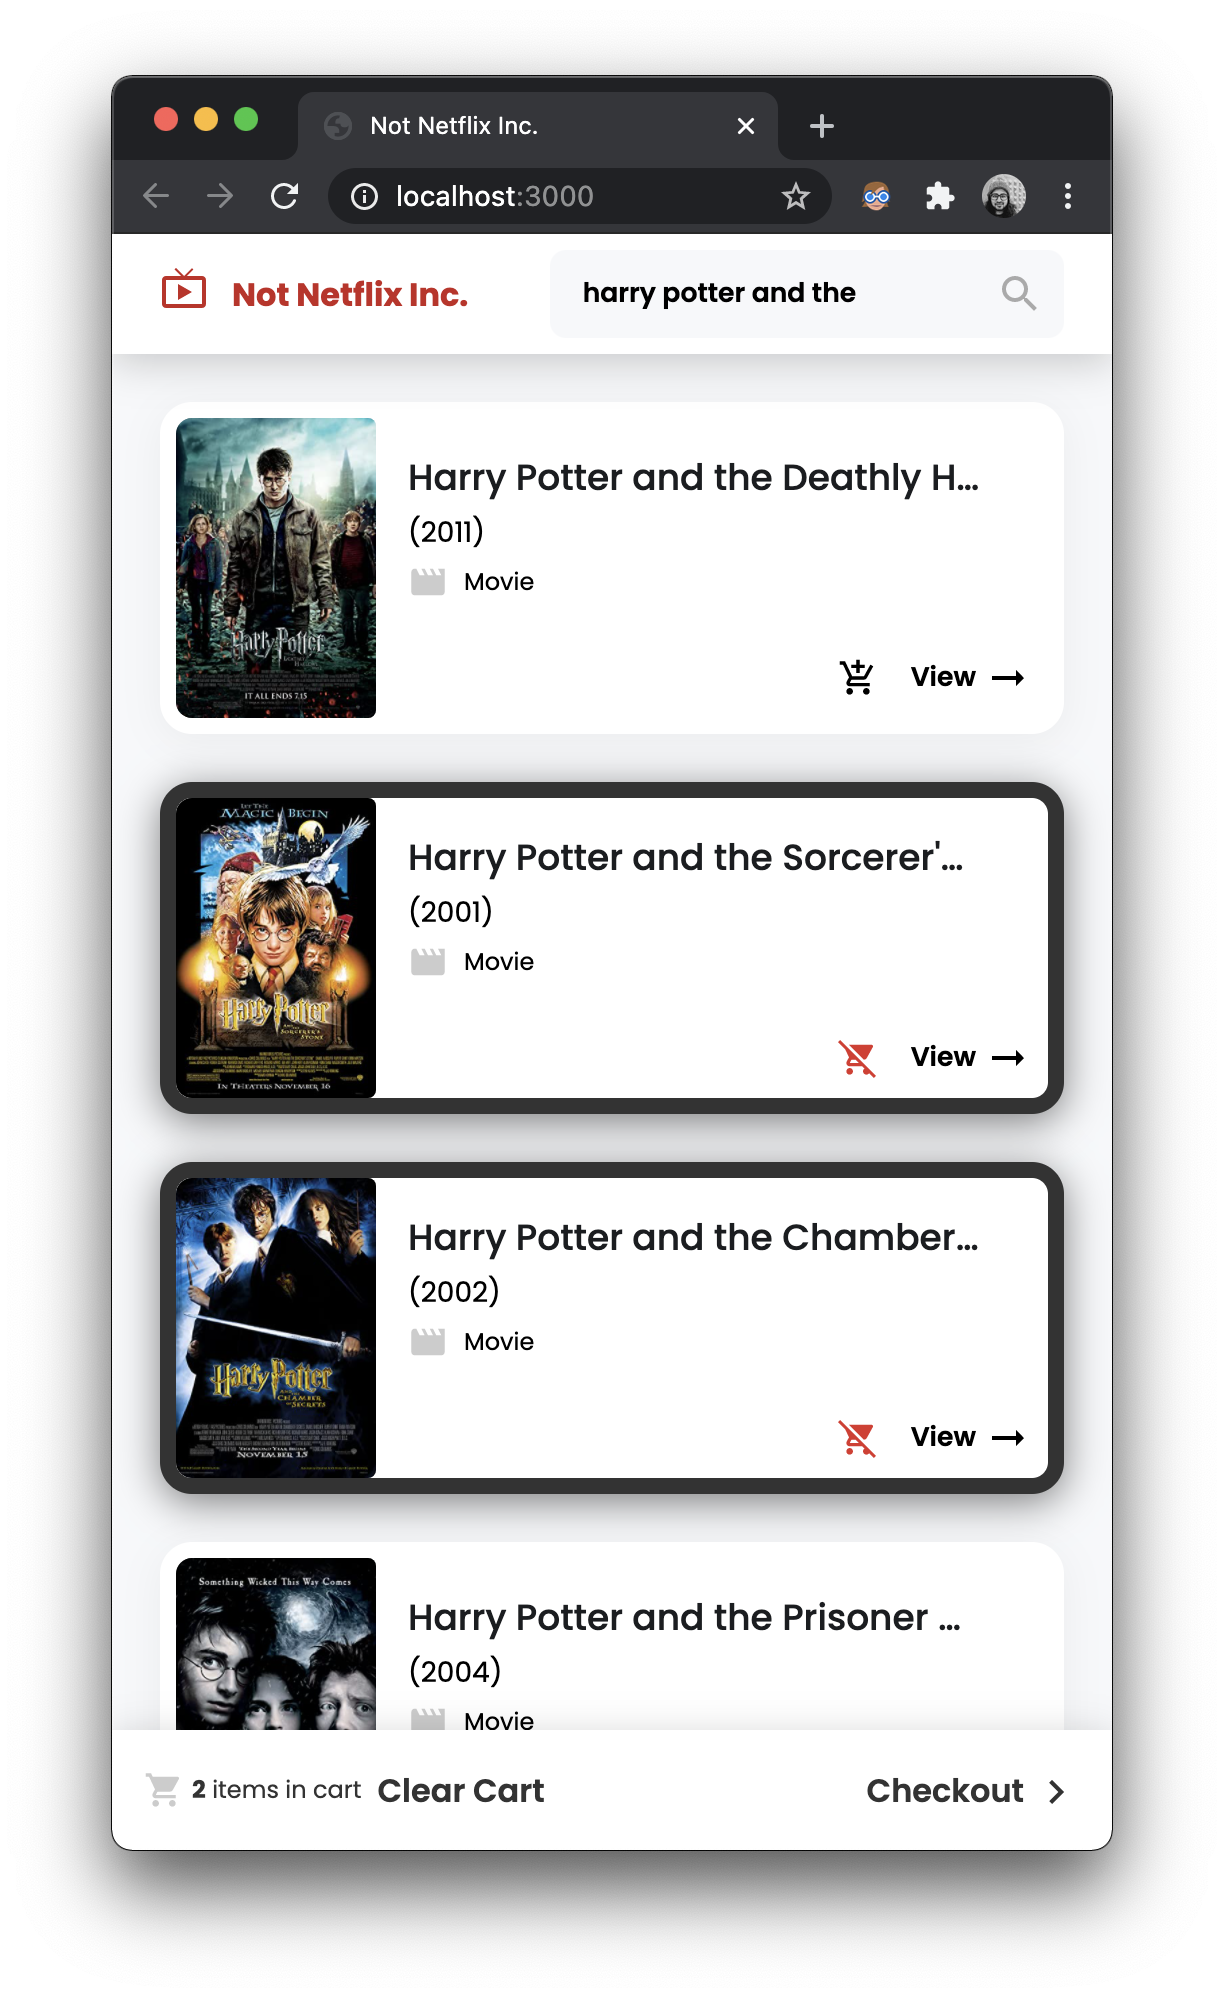 Not Netflix Inc.
localhost:3000
Not Netflix Inc.
harry potter and the
Harry Potter and the Deathly H...
(2011)
Movie
Harry Potter
IT ALL ENDS 7.15
View
LET THE
MAGIC BEGIN
Harry Potter and the Sorcerer'...
(2001)
Movie
Harry Potter
AND THE
SORCERER'S
STONE
IN THEATERS NOVEMBER 16
View
Harry Potter and the Chamber...
(2002)
Movie
Harry Potter
AND THE
CHAMBER
OF SECRETS
NOVEMBER 15
View
Something Wicked This Way Comes
Harry Potter and the Prisoner ...
(2004)
Movie
2 items in cart
Clear Cart
Checkout